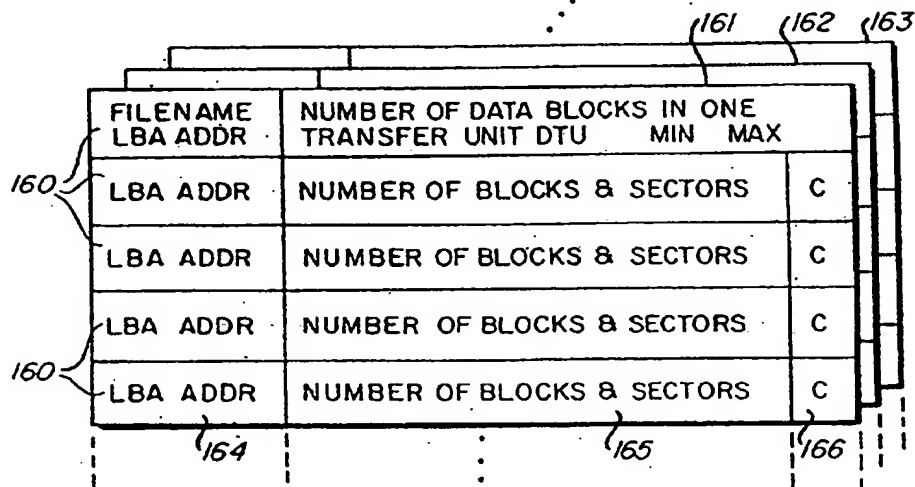 161 162 163
FILENAME NUMBER OF DATA BLOCKS IN ONE
LBA ADDR TRANSFER UNIT DTU MIN MAX
160
LBA ADDR NUMBER OF BLOCKS & SECTORS C
LBA ADDR NUMBER OF BLOCKS & SECTORS C
LBA ADDR NUMBER OF BLOCKS & SECTORS C
160
LBA ADDR NUMBER OF BLOCKS & SECTORS C
164 165 166